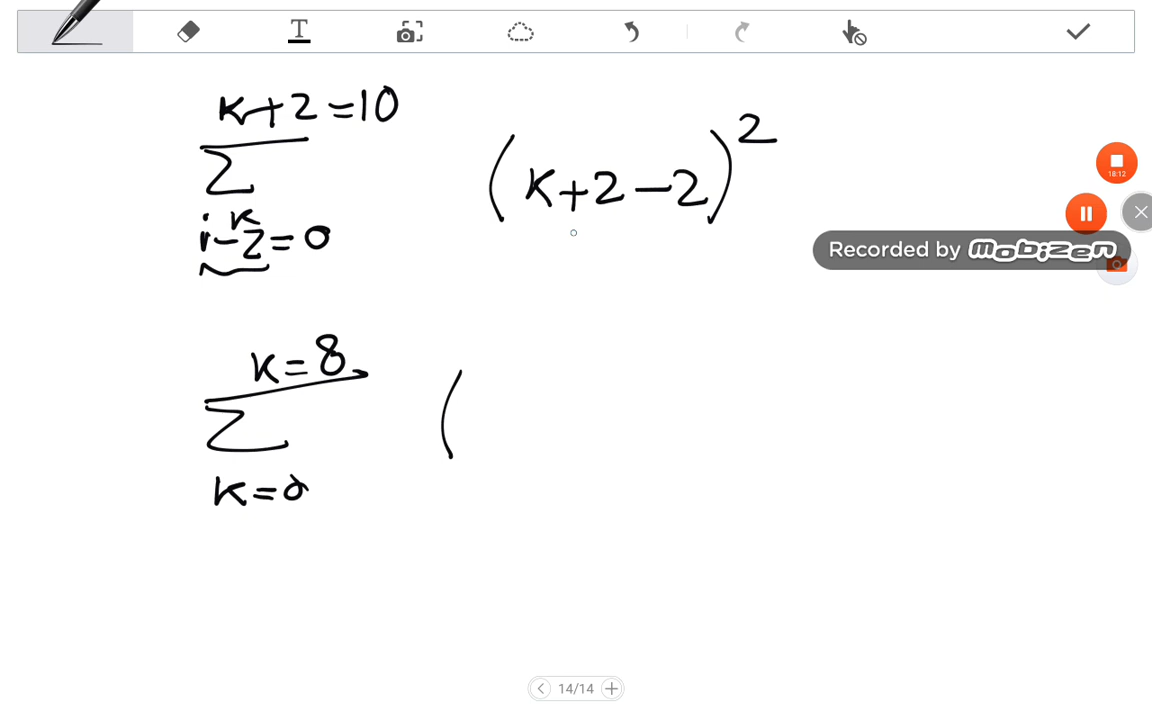 T
K+2=10
Σ (K+2-2)²
18:12
i-2=0
K
Recorded by mobizen
K=8
Σ (
K=0
14/14